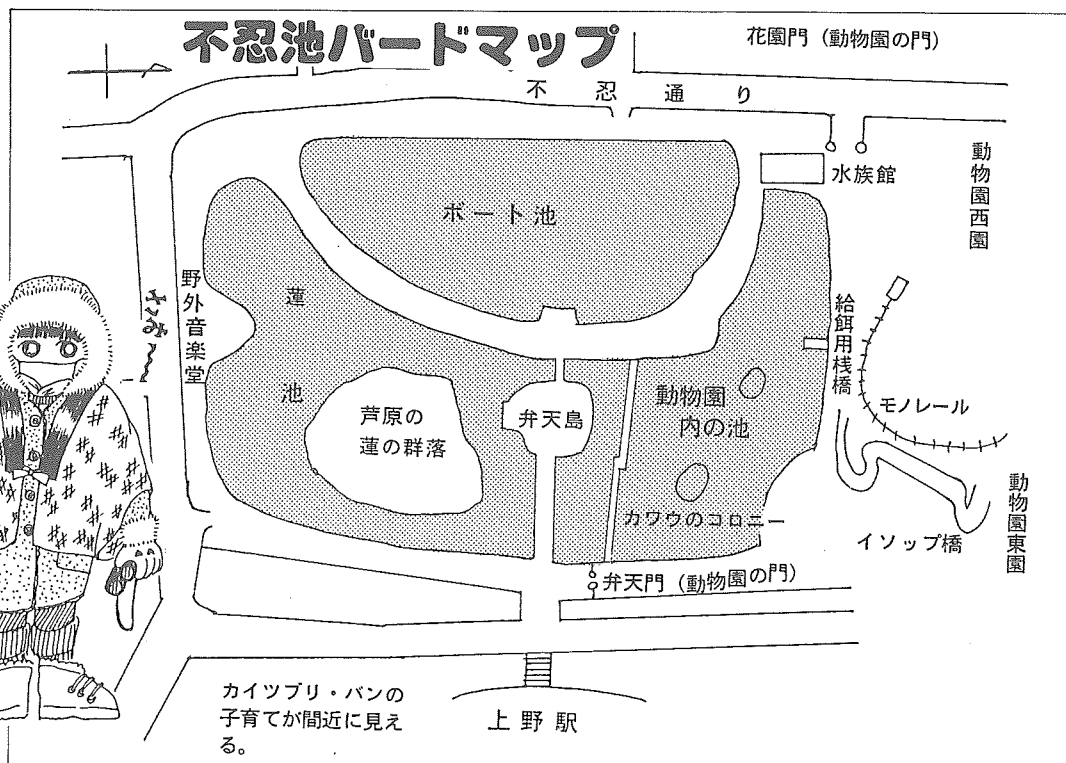 不忍池バードマップ
花園門（動物園の門）
不忍通り
水族館
動物園西園
ボート池
野外音楽堂
蓮池
給餌用桟橋
芦原の
蓮の群落
弁天島
動物園
内の池
モノレール
カワウのコロニー
イソップ橋
動物園東園
弁天門（動物園の門）
カイツブリ・バンの
子育てが間近に見え
る。
上野駅